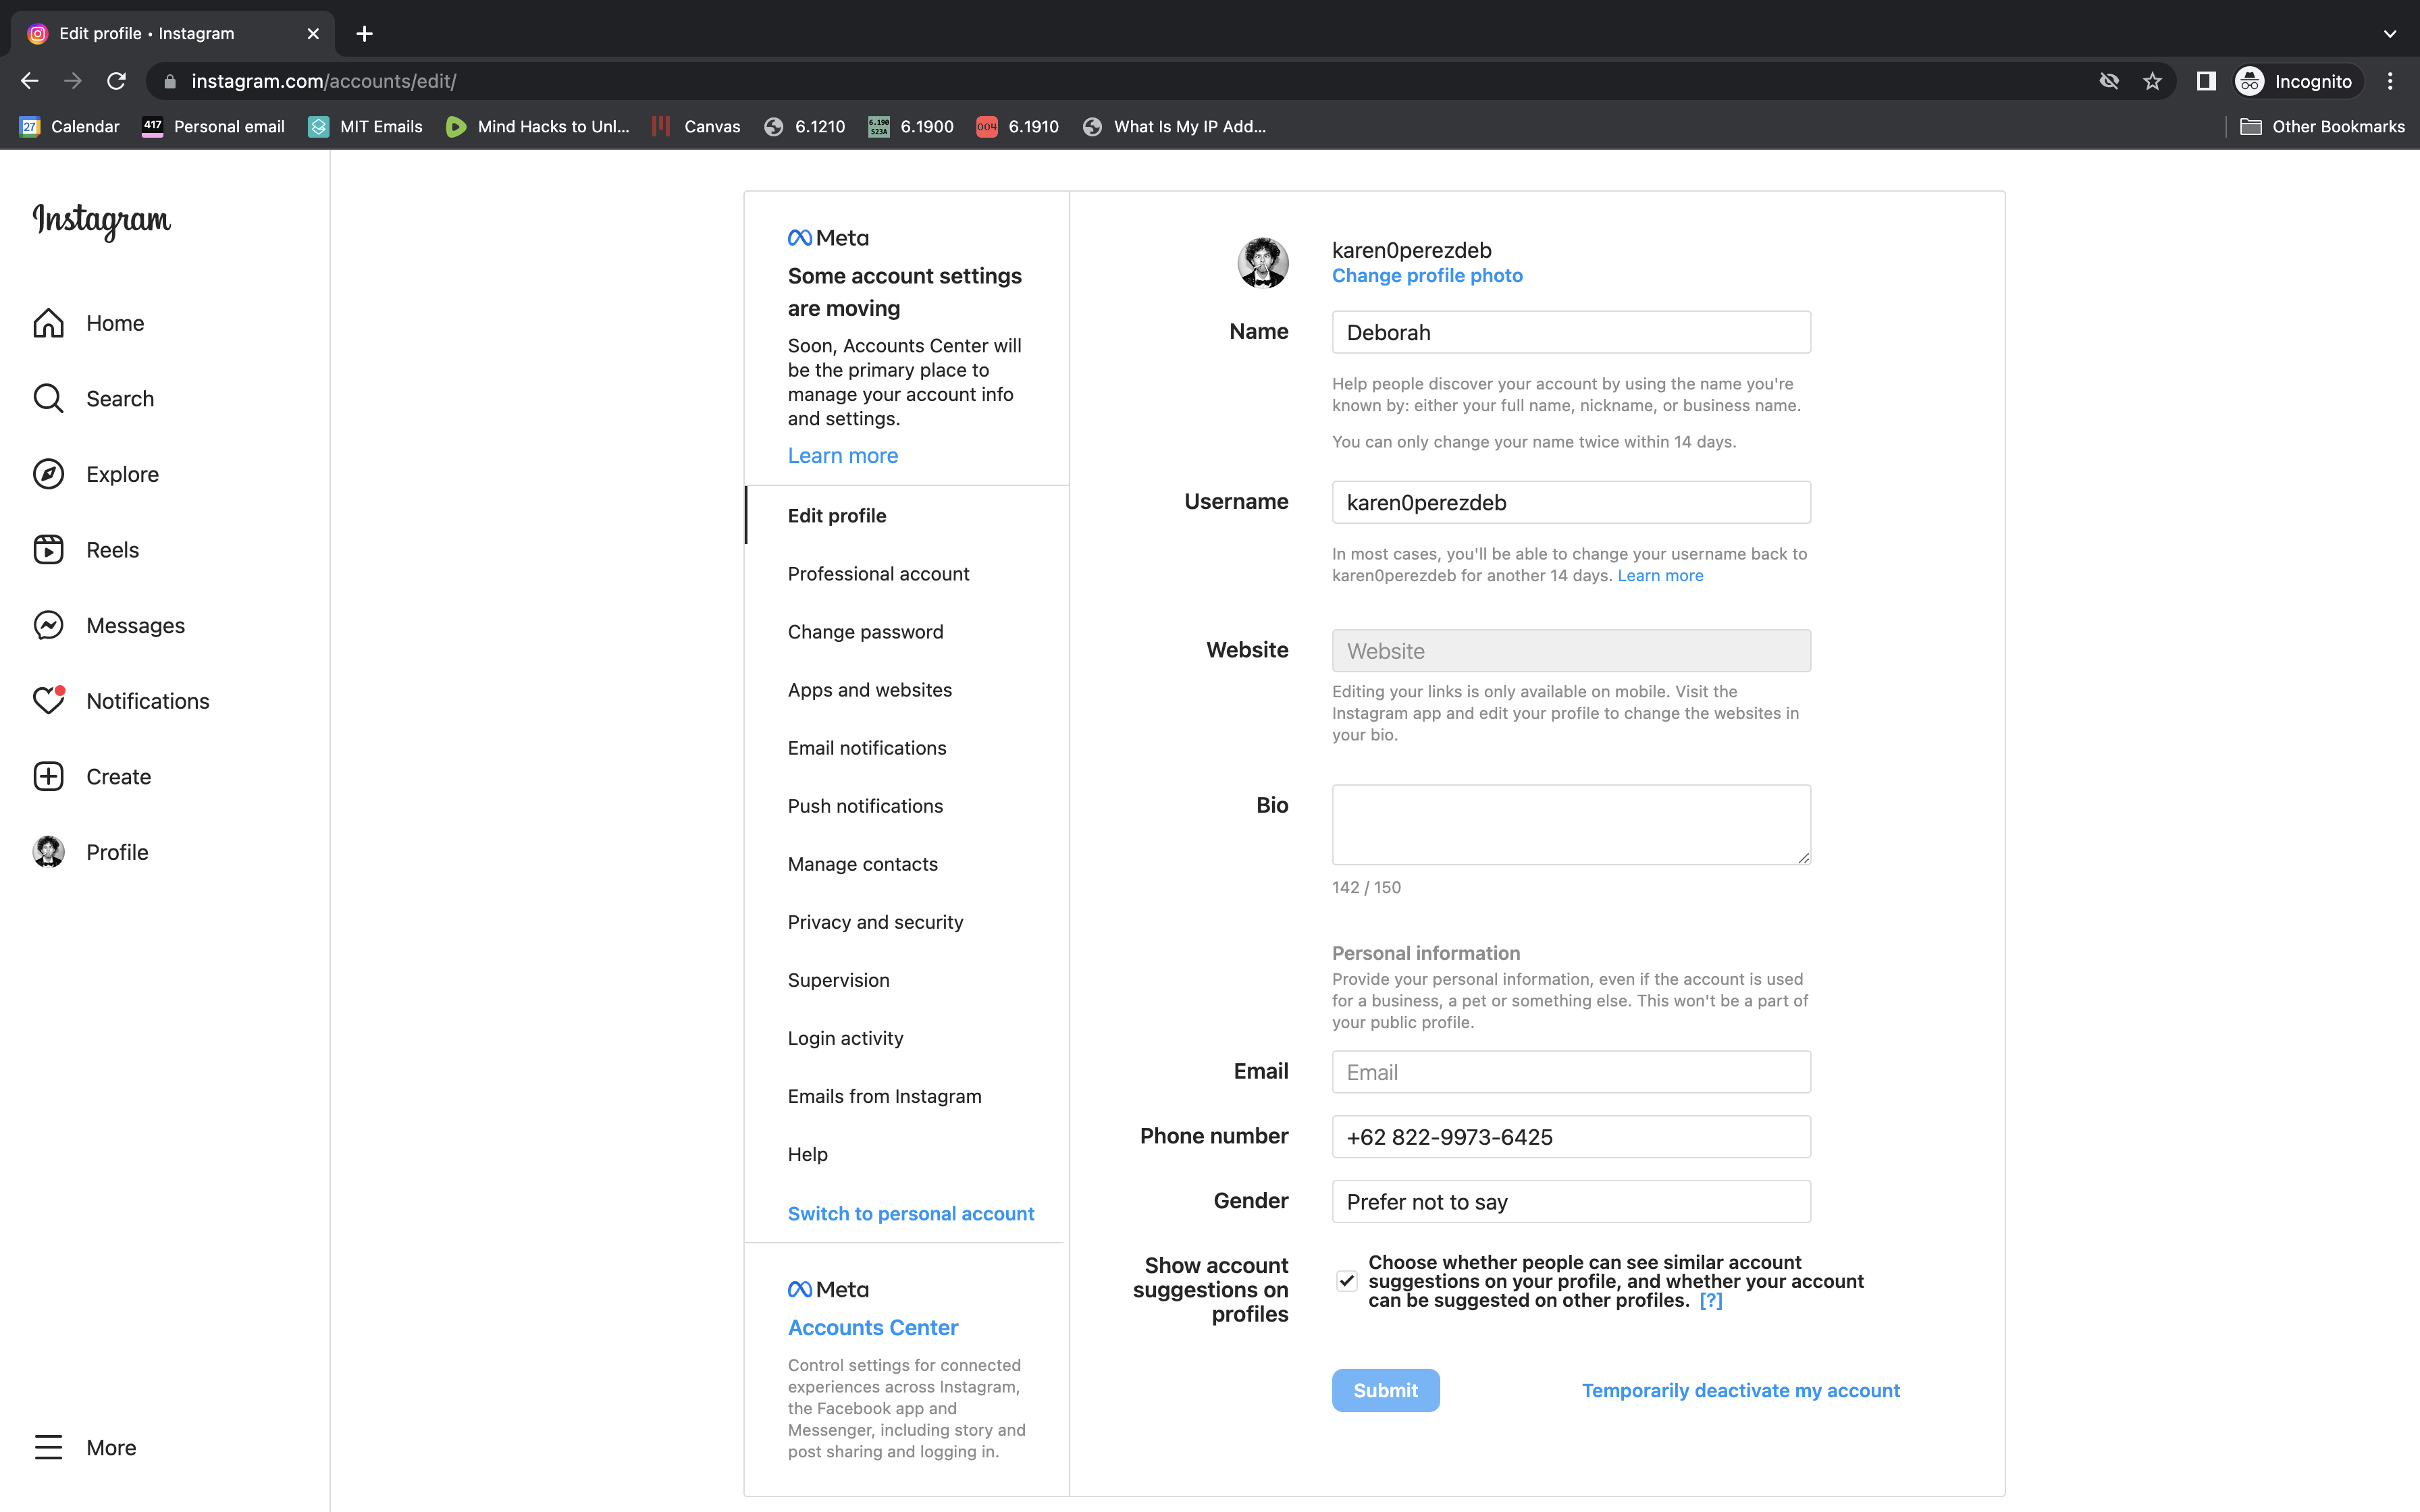 Edit profile • Instagram
instagram.com/accounts/edit/
Incognito
27 Calendar
417 Personal email
MIT Emails
Mind Hacks to Unl...
Canvas
6.1210
6.190 S23A 6.1900
004 6.1910
What Is My IP Add...
Other Bookmarks
Instagram
Home
Search
Explore
Reels
Messages
Notifications
Create
Profile
More
Meta
Some account settings
are moving
Soon, Accounts Center will
be the primary place to
manage your account info
and settings.
Learn more
Edit profile
Professional account
Change password
Apps and websites
Email notifications
Push notifications
Manage contacts
Privacy and security
Supervision
Login activity
Emails from Instagram
Help
Switch to personal account
Meta
Accounts Center
Control settings for connected
experiences across Instagram,
the Facebook app and
Messenger, including story and
post sharing and logging in.
karen0perezdeb
Change profile photo
Name
Deborah
Help people discover your account by using the name you're
known by: either your full name, nickname, or business name.
You can only change your name twice within 14 days.
Username
karen0perezdeb
In most cases, you'll be able to change your username back to
karen0perezdeb for another 14 days. Learn more
Website
Website
Editing your links is only available on mobile. Visit the
Instagram app and edit your profile to change the websites in
your bio.
Bio
142 / 150
Personal information
Provide your personal information, even if the account is used
for a business, a pet or something else. This won't be a part of
your public profile.
Email
Email
Phone number
+62 822-9973-6425
Gender
Prefer not to say
Show account
suggestions on
profiles
Choose whether people can see similar account
suggestions on your profile, and whether your account
can be suggested on other profiles. [?]
Submit
Temporarily deactivate my account